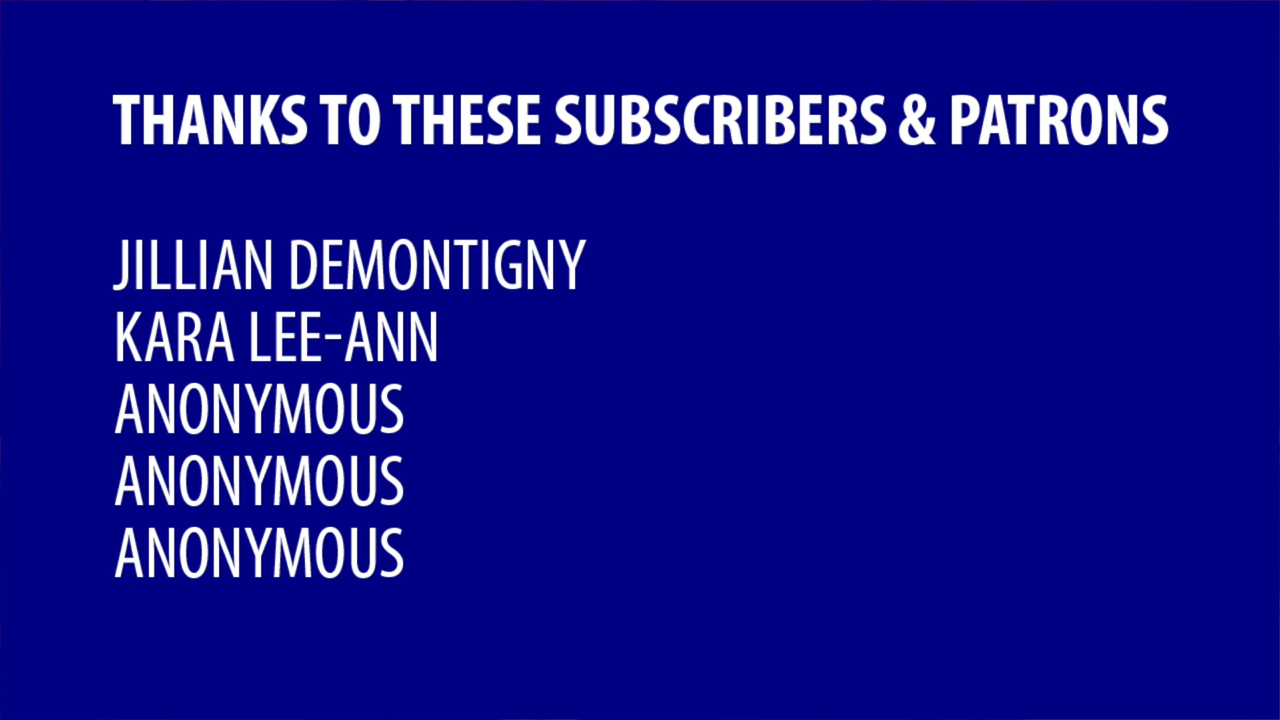 THANKS TO THESE SUBSCRIBERS & PATRONS
JILLIAN DEMONTIGNY
KARA LEE-ANN
ANONYMOUS
ANONYMOUS
ANONYMOUS